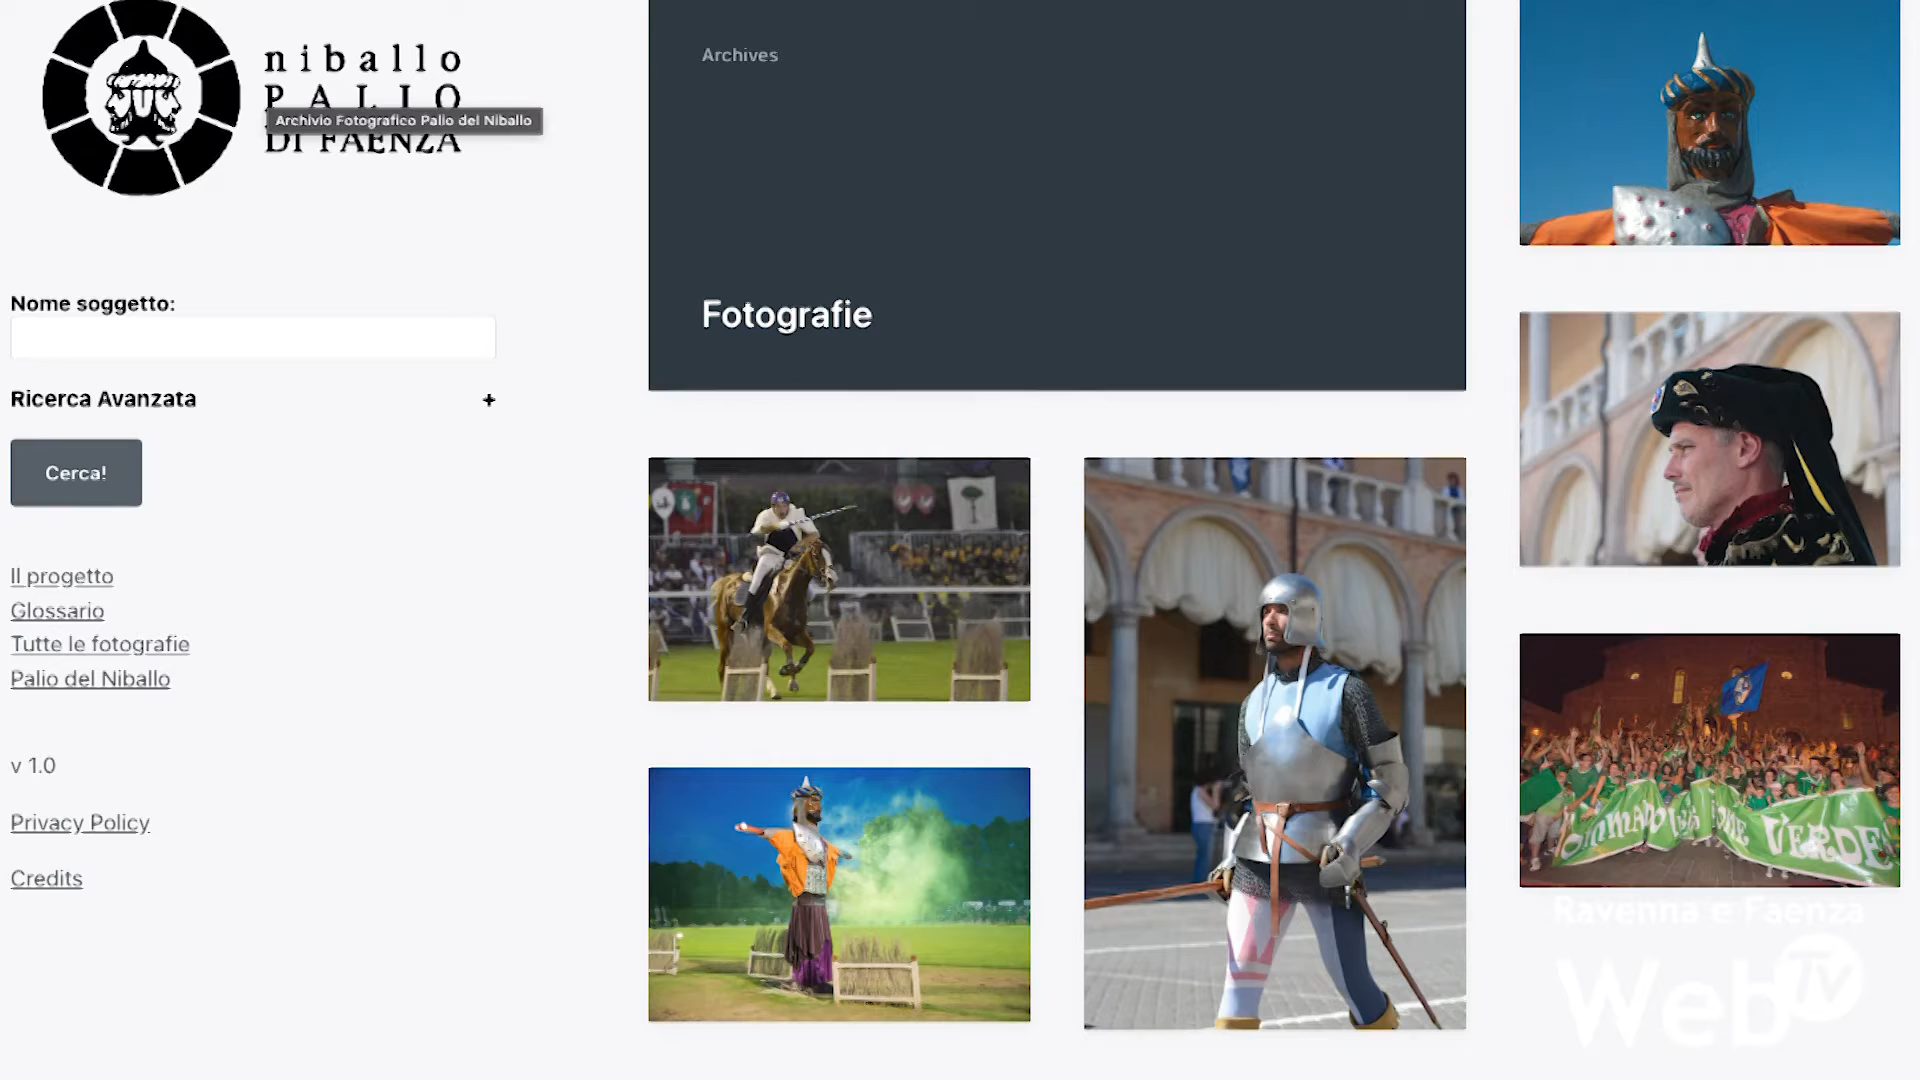 niballo
PALIO
DI FAENZA
Archivio Fotografico Palio del Niballo
Nome soggetto:
Ricerca Avanzata +
Cerca!
Il progetto
Glossario
Tutte le fotografie
Palio del Niballo
v 1.0
Privacy Policy
Credits
Archives
Fotografie
VERDE
Ravenna e Faenza
Web TV